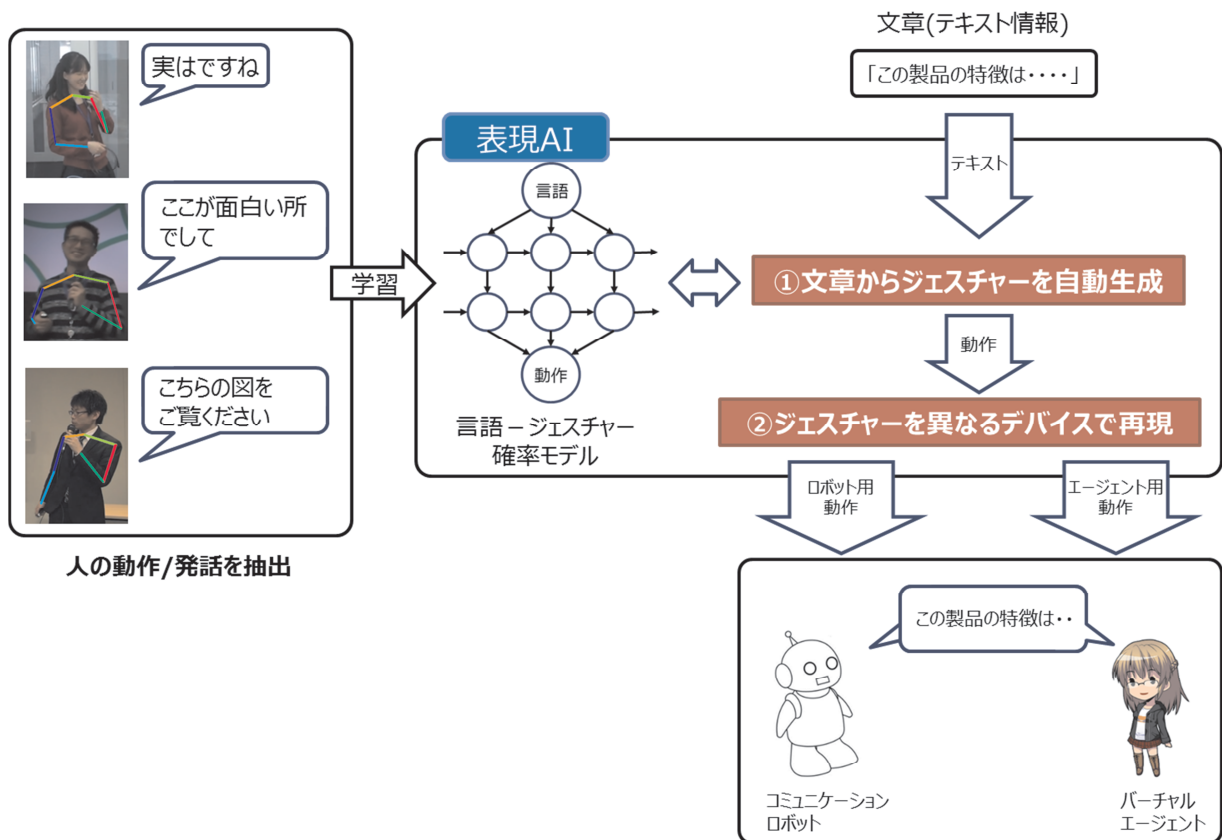 実はですね
ここが面白い所
でして
こちらの図を
ご覧ください
人の動作/発話を抽出
学習
表現AI
言語
動作
言語－ジェスチャー
確率モデル
文章(テキスト情報)
「この製品の特徴は・・・・」
テキスト
①文章からジェスチャーを自動生成
動作
②ジェスチャーを異なるデバイスで再現
ロボット用
動作
エージェント用
動作
この製品の特徴は・・
コミュニケーション
ロボット
バーチャル
エージェント